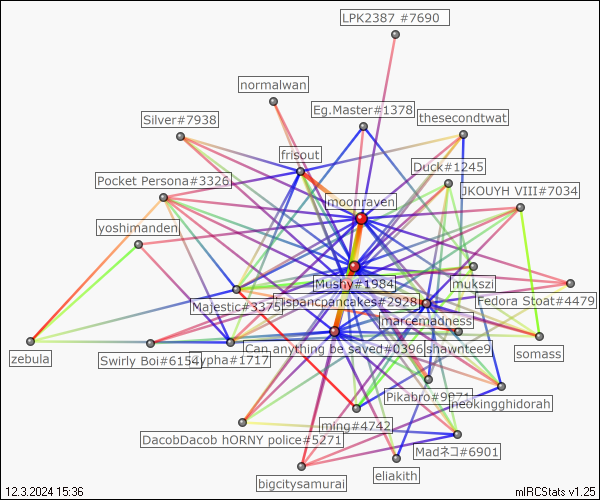 LPK2387 #7690
normalwan
Eg.Master#1378
Silver#7938
thesecondtwat
frisout
Duck#1245
Pocket Persona#3326
JKOUYH VIII#7034
moonraven
yoshimanden
Mushy#1984
mukszi
Majestic#3375
lispancpancakes#2928
Fedora Stoat#4479
marcemadness
zebula
Swirly Boi#6154
ypha#1717
Can anything be saved#0396
shawntee9
somass
Pikabro#9971
neokingghidorah
ming#4742
DacobDacob hORNY police#5271
Madネコ#6901
eliakith
bigcitysamurai
12.3.2024 15:36
mIRCStats v1.25